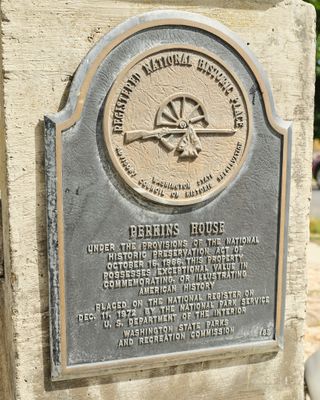 REGISTERED NATIONAL HISTORIC PLACE
WASHINGTON STATE
ADVISORY COUNCIL ON HISTORIC PRESERVATION
PERKINS HOUSE
UNDER THE PROVISIONS OF THE NATIONAL
HISTORIC PRESERVATION ACT OF
OCTOBER 15, 1966, THIS PROPERTY
POSSESSES EXCEPTIONAL VALUE IN
COMMEMORATING, OR ILLUSTRATING
AMERICAN HISTORY
PLACED ON THE NATIONAL REGISTER ON
DEC. 11, 1972 BY THE NATIONAL PARK SERVICE
U. S. DEPARTMENT OF THE INTERIOR
WASHINGTON STATE PARKS
AND RECREATION COMMISSION